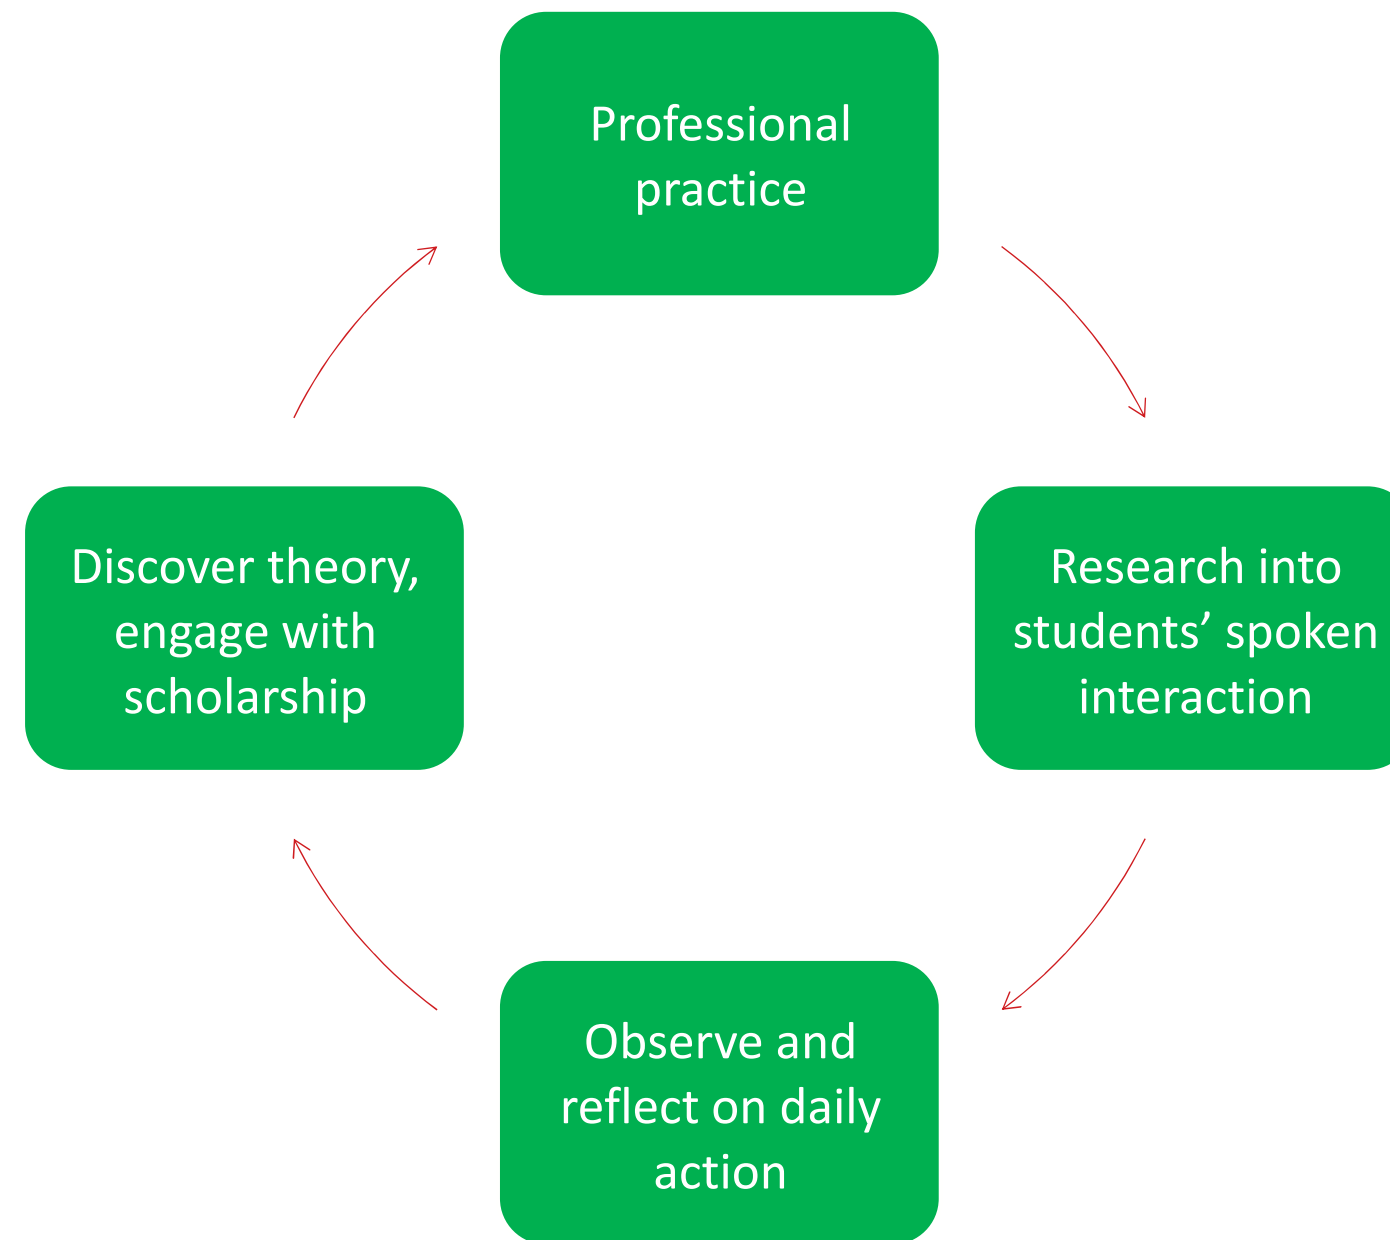 Professional
practice
Discover theory,
engage with
scholarship
Research into
students’ spoken
interaction
Observe and
reflect on daily
action